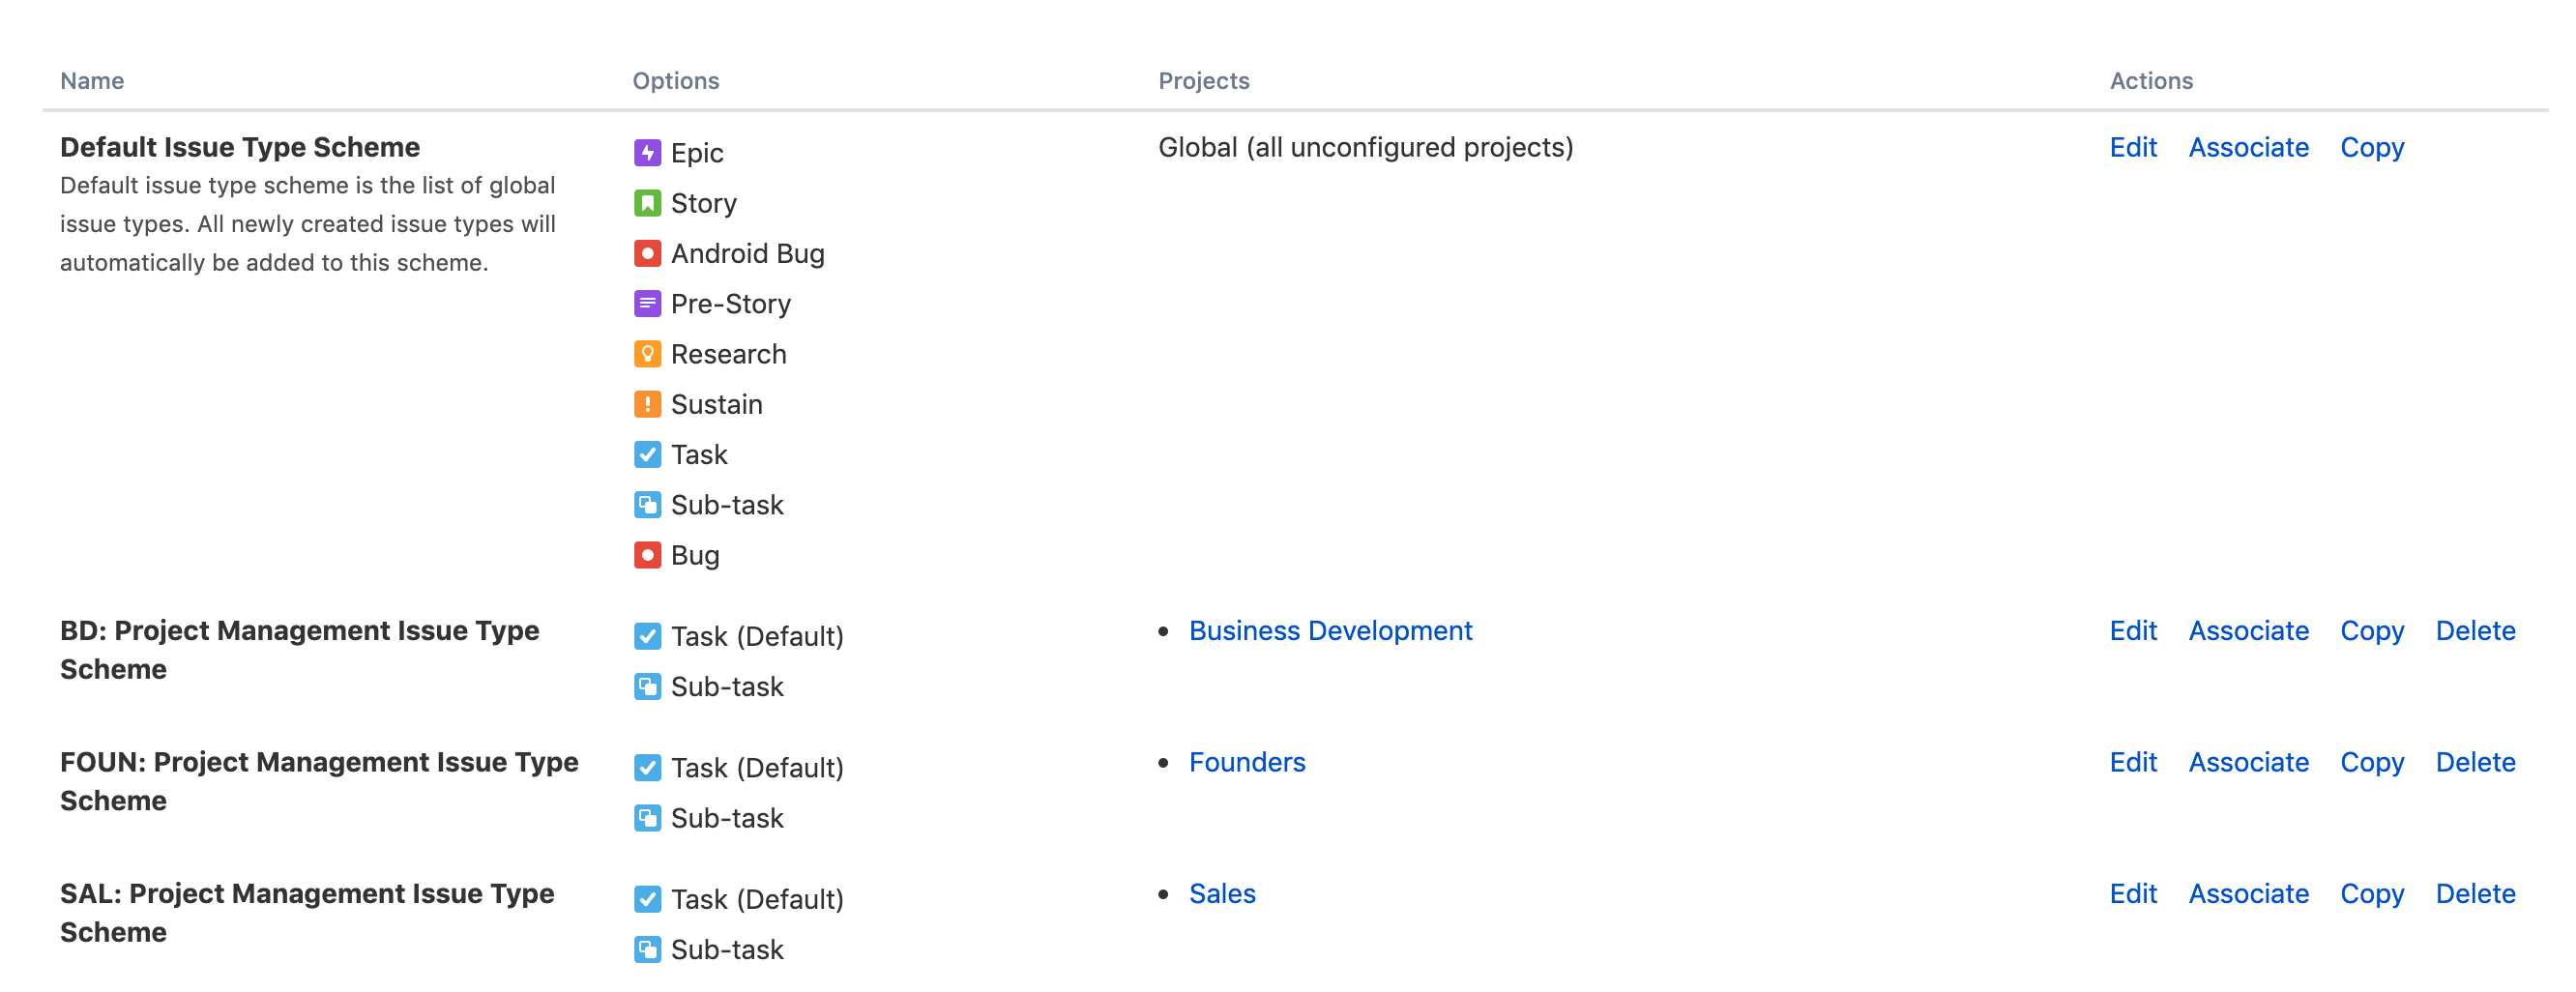 Name Options Projects Actions
Default Issue Type Scheme
Default issue type scheme is the list of global
issue types. All newly created issue types will
automatically be added to this scheme.
Epic
Story
Android Bug
Pre-Story
Research
Sustain
Task
Sub-task
Bug
Global (all unconfigured projects)
Edit Associate Copy
BD: Project Management Issue Type
Scheme
Task (Default)
Sub-task
Business Development
Edit Associate Copy Delete
FOUN: Project Management Issue Type
Scheme
Task (Default)
Sub-task
Founders
Edit Associate Copy Delete
SAL: Project Management Issue Type
Scheme
Task (Default)
Sub-task
Sales
Edit Associate Copy Delete